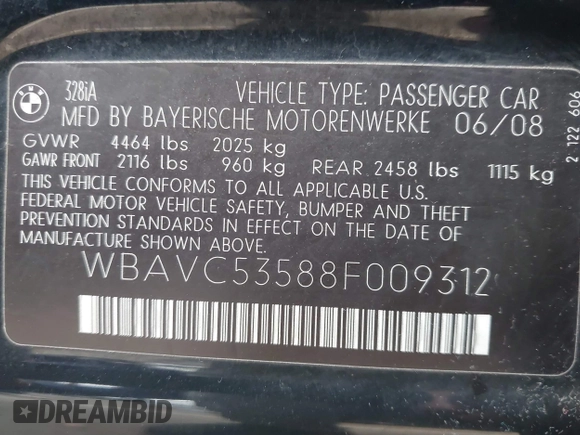 BMW
328iA
VEHICLE TYPE: PASSENGER CAR
MFD BY BAYERISCHE MOTORENWERKE 06/08
GVWR 4464 lbs 2025 kg
GAWR FRONT 2116 lbs 960 kg REAR 2458 lbs 1115 kg
THIS VEHICLE CONFORMS TO ALL APPLICABLE U.S.
FEDERAL MOTOR VEHICLE SAFETY, BUMPER AND THEFT
PREVENTION STANDARDS IN EFFECT ON THE DATE OF
MANUFACTURE SHOWN ABOVE.
WBAVC53588F009312
2 122 606
DREAMBID